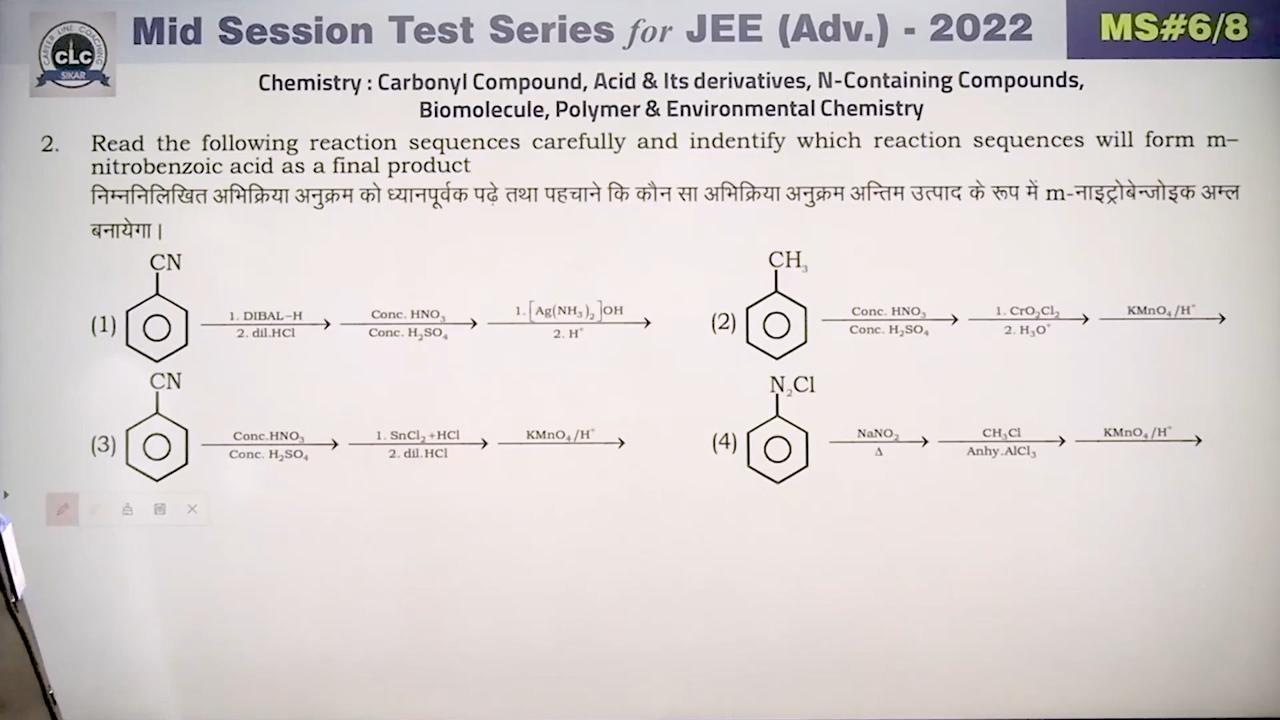 Mid Session Test Series for JEE (Adv.) - 2022 MS#6/8
CAREER LINE COACHING
CLC
SIKAR
Chemistry : Carbonyl Compound, Acid & Its derivatives, N-Containing Compounds,
Biomolecule, Polymer & Environmental Chemistry
2. Read the following reaction sequences carefully and indentify which reaction sequences will form m–
nitrobenzoic acid as a final product
निम्ननिलिखित अभिक्रिया अनुक्रम को ध्यानपूर्वक पढ़े तथा पहचाने कि कौन सा अभिक्रिया अनुक्रम अन्तिम उत्पाद के रूप में m-नाइट्रोबेन्जोइक अम्ल
बनायेगा।
CN
(1) 1. DIBAL–H 2. dil.HCl Conc. HNO₃ Conc. H₂SO₄ 1. [Ag(NH₃)₂]OH 2. H⁺
CH₃
(2) Conc. HNO₃ Conc. H₂SO₄ 1. CrO₂Cl₂ 2. H₃O⁺ KMnO₄/H⁺
CN
(3) Conc.HNO₃ Conc. H₂SO₄ 1. SnCl₂+HCl 2. dil.HCl KMnO₄/H⁺
N₂Cl
(4) NaNO₂ Δ CH₃Cl Anhy.AlCl₃ KMnO₄/H⁺